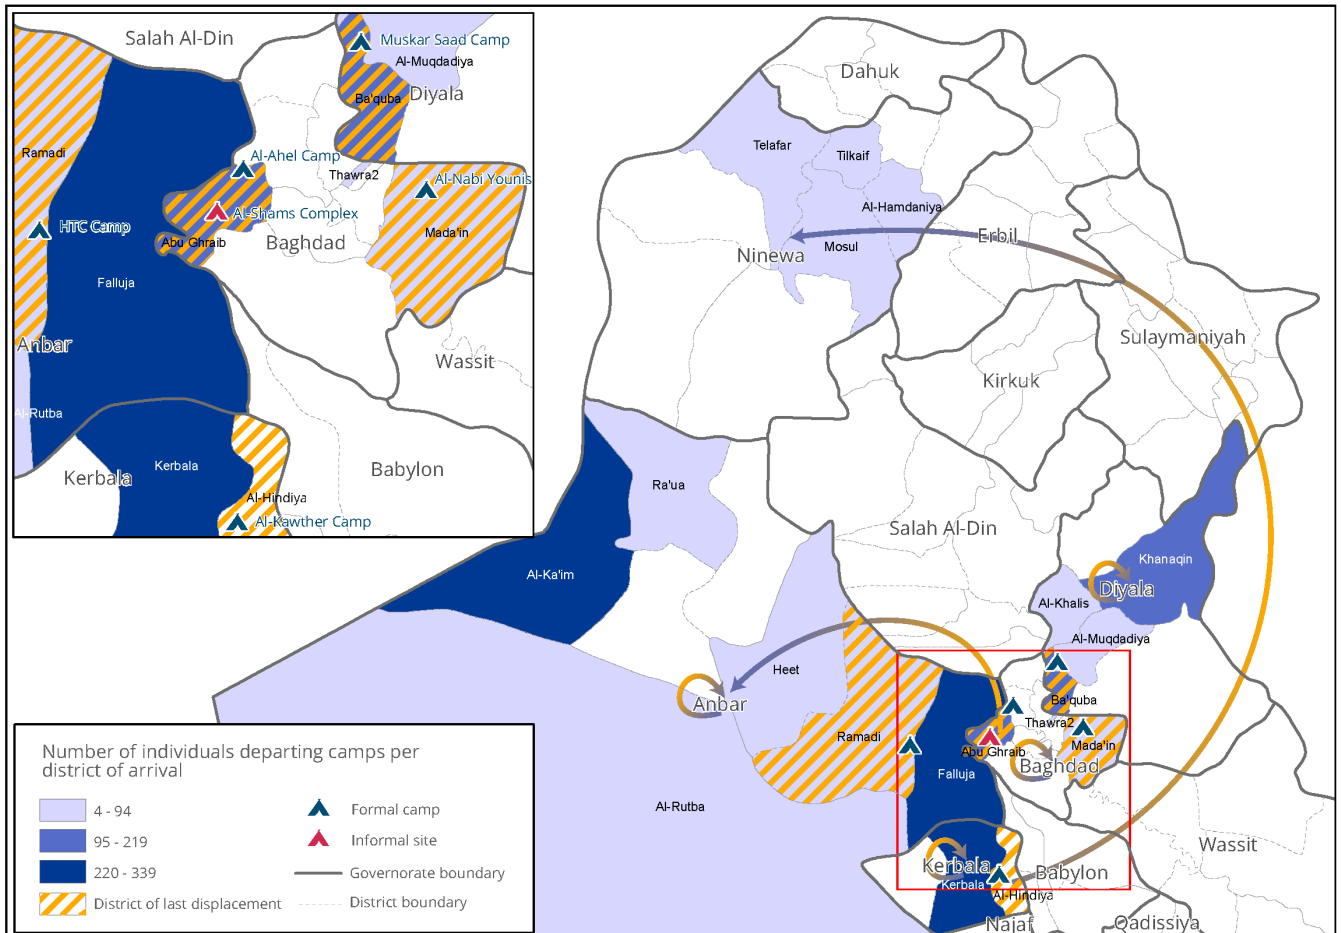 Salah Al-Din
Muskar Saad Camp
Al-Muqdadiya
Diyala
Ba'quba
Ramadi
Al-Ahel Camp
Thawra2
Al-Nabi Younis
HTC Camp
Al-Shams Complex
Abu Ghraib
Baghdad
Mada'in
Falluja
Anbar
Wassit
Al-Rutba
Kerbala
Kerbala
Babylon
Al-Hindiya
Al-Kawther Camp
Dahuk
Telafar
Tilkaif
Al-Hamdaniya
Erbil
Mosul
Ninewa
Sulaymaniyah
Kirkuk
Ra'ua
Salah Al-Din
Khanaqin
Al-Ka'im
Diyala
Al-Khalis
Al-Muqdadiya
Heet
Anbar
Ba'quba
Thawra2
Ramadi
Mada'in
Abu Ghraib
Baghdad
Falluja
Al-Rutba
Wassit
Kerbala
Babylon
Kerbala
Al-Hindiya
Najaf
Qadissiya
Number of individuals departing camps per
district of arrival
4 - 94
95 - 219
220 - 339
District of last displacement
Formal camp
Informal site
Governorate boundary
District boundary